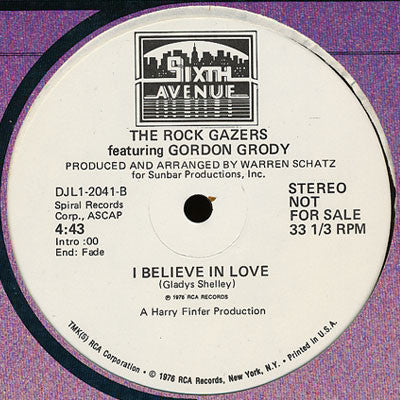 SIXTH
AVENUE
THE ROCK GAZERS
featuring GORDON GRODY
PRODUCED AND ARRANGED BY WARREN SCHATZ
for Sunbar Productions, Inc.
DJL1-2041-B
Spiral Records
Corp., ASCAP
4:43
Intro :00
End: Fade
STEREO
NOT
FOR SALE
33 1/3 RPM
I BELIEVE IN LOVE
(Gladys Shelley)
℗ 1976 RCA RECORDS
A Harry Finfer Production
TMK(S) RCA Corporation • © 1976 RCA Records, New York, N.Y. • Printed in U.S.A.